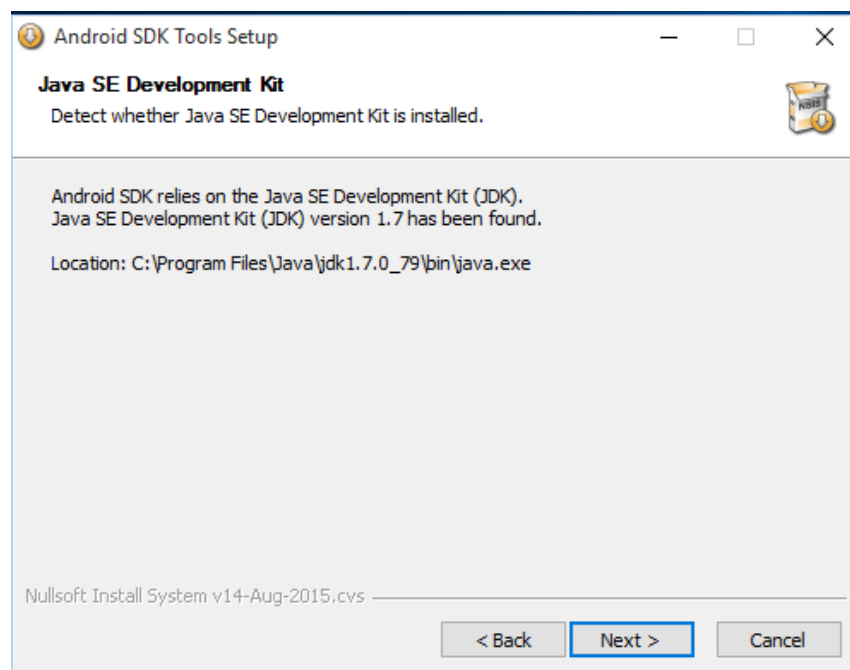 Android SDK Tools Setup
Java SE Development Kit
Detect whether Java SE Development Kit is installed.
NSIS
Android SDK relies on the Java SE Development Kit (JDK).
Java SE Development Kit (JDK) version 1.7 has been found.
Location: C:\Program Files\Java\jdk1.7.0_79\bin\java.exe
Nullsoft Install System v14-Aug-2015.cvs
< Back
Next >
Cancel